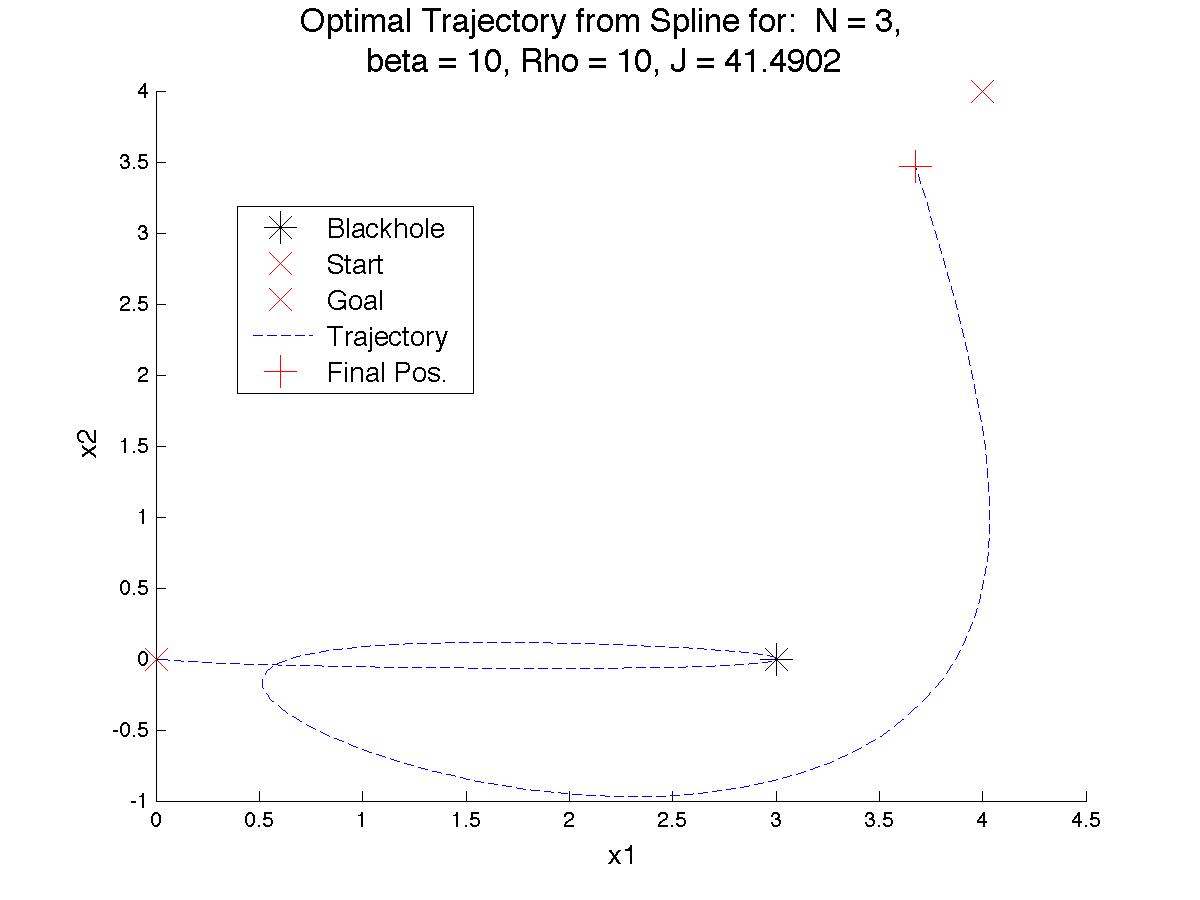 Optimal Trajectory from Spline for:  N = 3,
beta = 10, Rho = 10, J = 41.4902
4
3.5
3
2.5
2
1.5
1
0.5
0
-0.5
-1
x2
Blackhole
Start
Goal
Trajectory
Final Pos.
0 0.5 1 1.5 2 2.5 3 3.5 4 4.5
x1